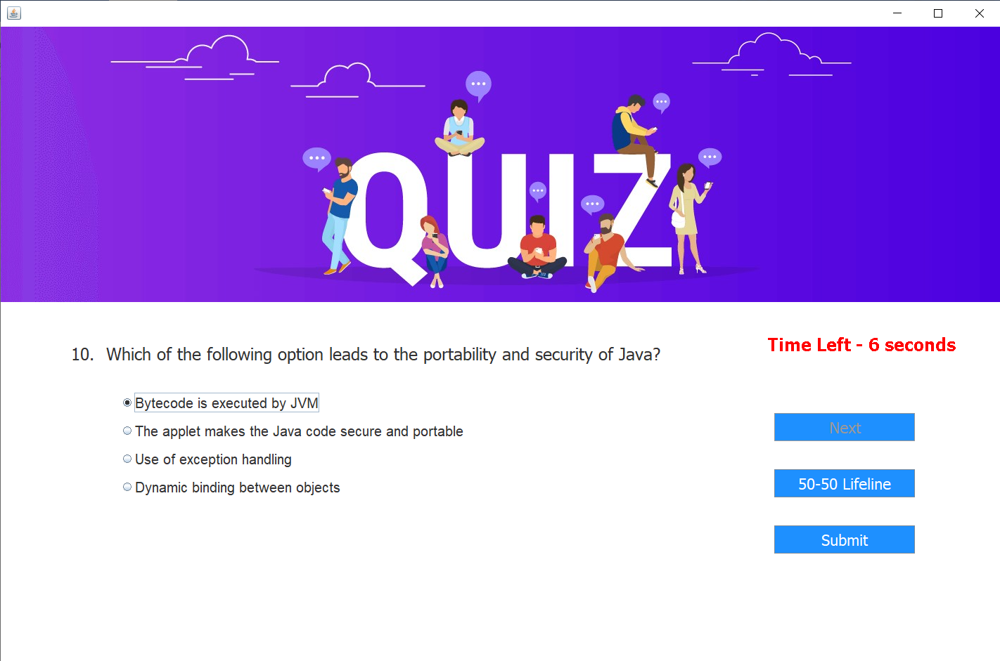 QUIZ
10. Which of the following option leads to the portability and security of Java?
Time Left - 6 seconds
Bytecode is executed by JVM
The applet makes the Java code secure and portable
Use of exception handling
Dynamic binding between objects
Next
50-50 Lifeline
Submit